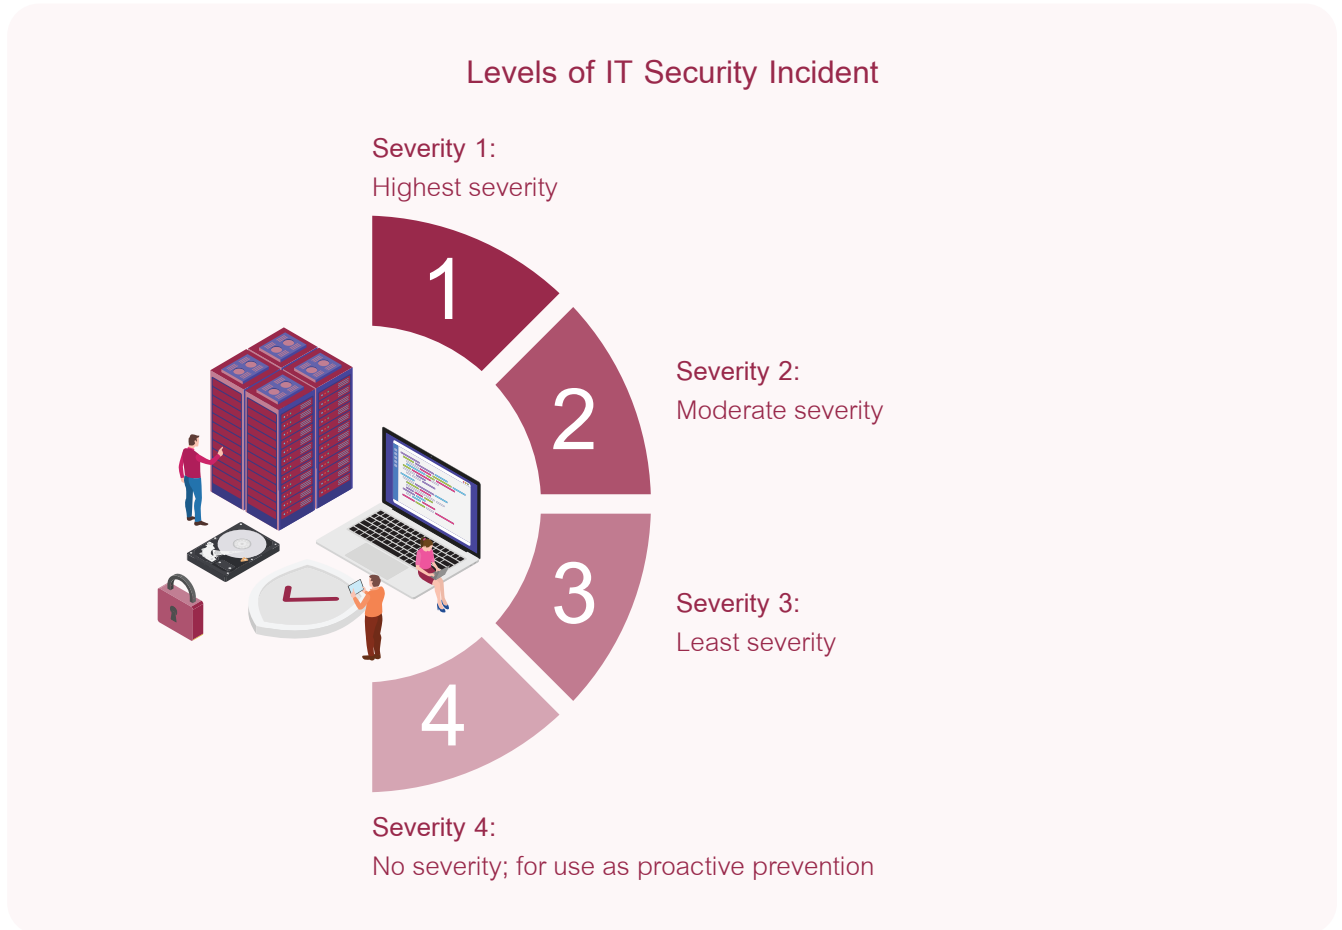 Levels of IT Security Incident
Severity 1:
Highest severity
1
2
Severity 2:
Moderate severity
3
Severity 3:
Least severity
4
Severity 4:
No severity; for use as proactive prevention